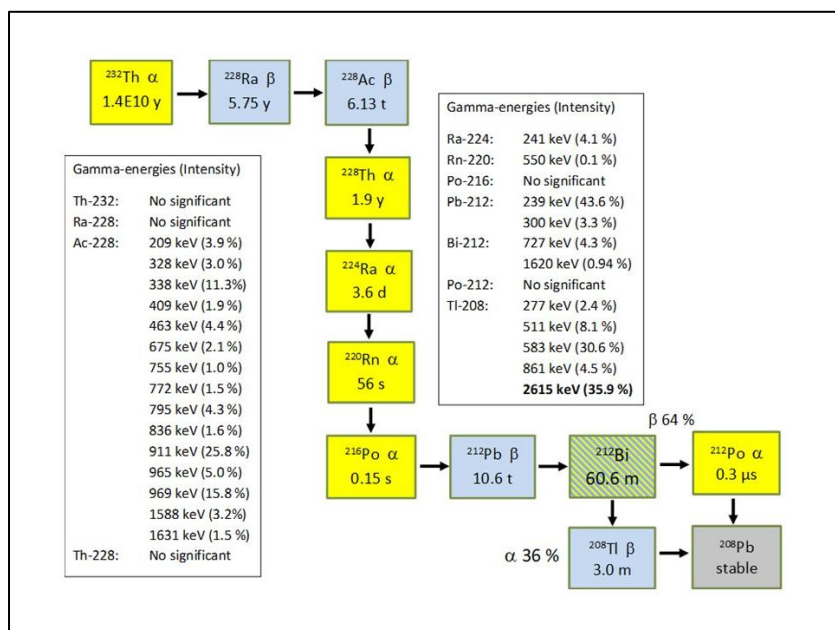 ²³²Th α
1.4E10 y
²²⁸Ra β
5.75 y
²²⁸Ac β
6.13 t
Gamma-energies (Intensity)
Th-232: No significant
Ra-228: No significant
Ac-228: 209 keV (3.9 %)
328 keV (3.0 %)
338 keV (11.3%)
409 keV (1.9 %)
463 keV (4.4 %)
675 keV (2.1 %)
755 keV (1.0 %)
772 keV (1.5 %)
795 keV (4.3 %)
836 keV (1.6 %)
911 keV (25.8 %)
965 keV (5.0 %)
969 keV (15.8 %)
1588 keV (3.2%)
1631 keV (1.5 %)
Th-228: No significant
²²⁸Th α
1.9 y
²²⁴Ra α
3.6 d
²²⁰Rn α
56 s
Gamma-energies (Intensity)
Ra-224: 241 keV (4.1 %)
Rn-220: 550 keV (0.1 %)
Po-216: No significant
Pb-212: 239 keV (43.6 %)
300 keV (3.3 %)
Bi-212: 727 keV (4.3 %)
1620 keV (0.94 %)
Po-212: No significant
Tl-208: 277 keV (2.4 %)
511 keV (8.1 %)
583 keV (30.6 %)
861 keV (4.5 %)
2615 keV (35.9 %)
²¹⁶Po α
0.15 s
²¹²Pb β
10.6 t
²¹²Bi
60.6 m
β 64 %
²¹²Po α
0.3 µs
α 36 %
²⁰⁸Tl β
3.0 m
²⁰⁸Pb
stable